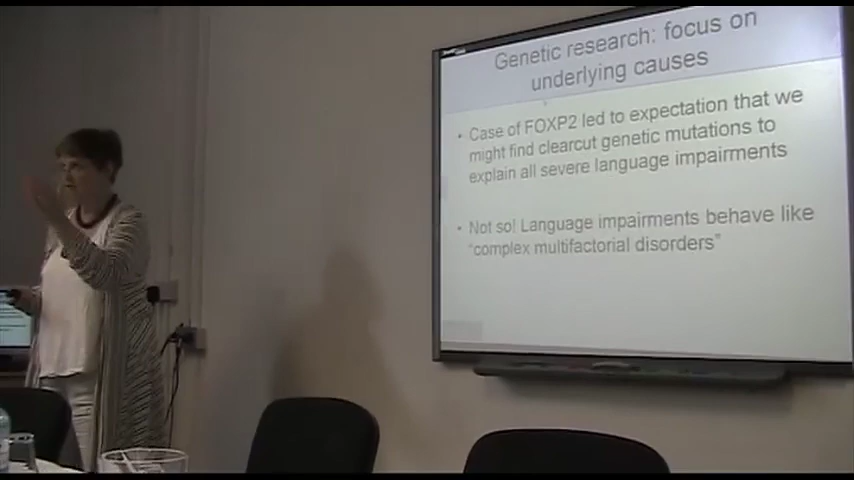 Genetic research: focus on
underlying causes
• Case of FOXP2 led to expectation that we
might find clearcut genetic mutations to
explain all severe language impairments
• Not so! Language impairments behave like
"complex multifactorial disorders"